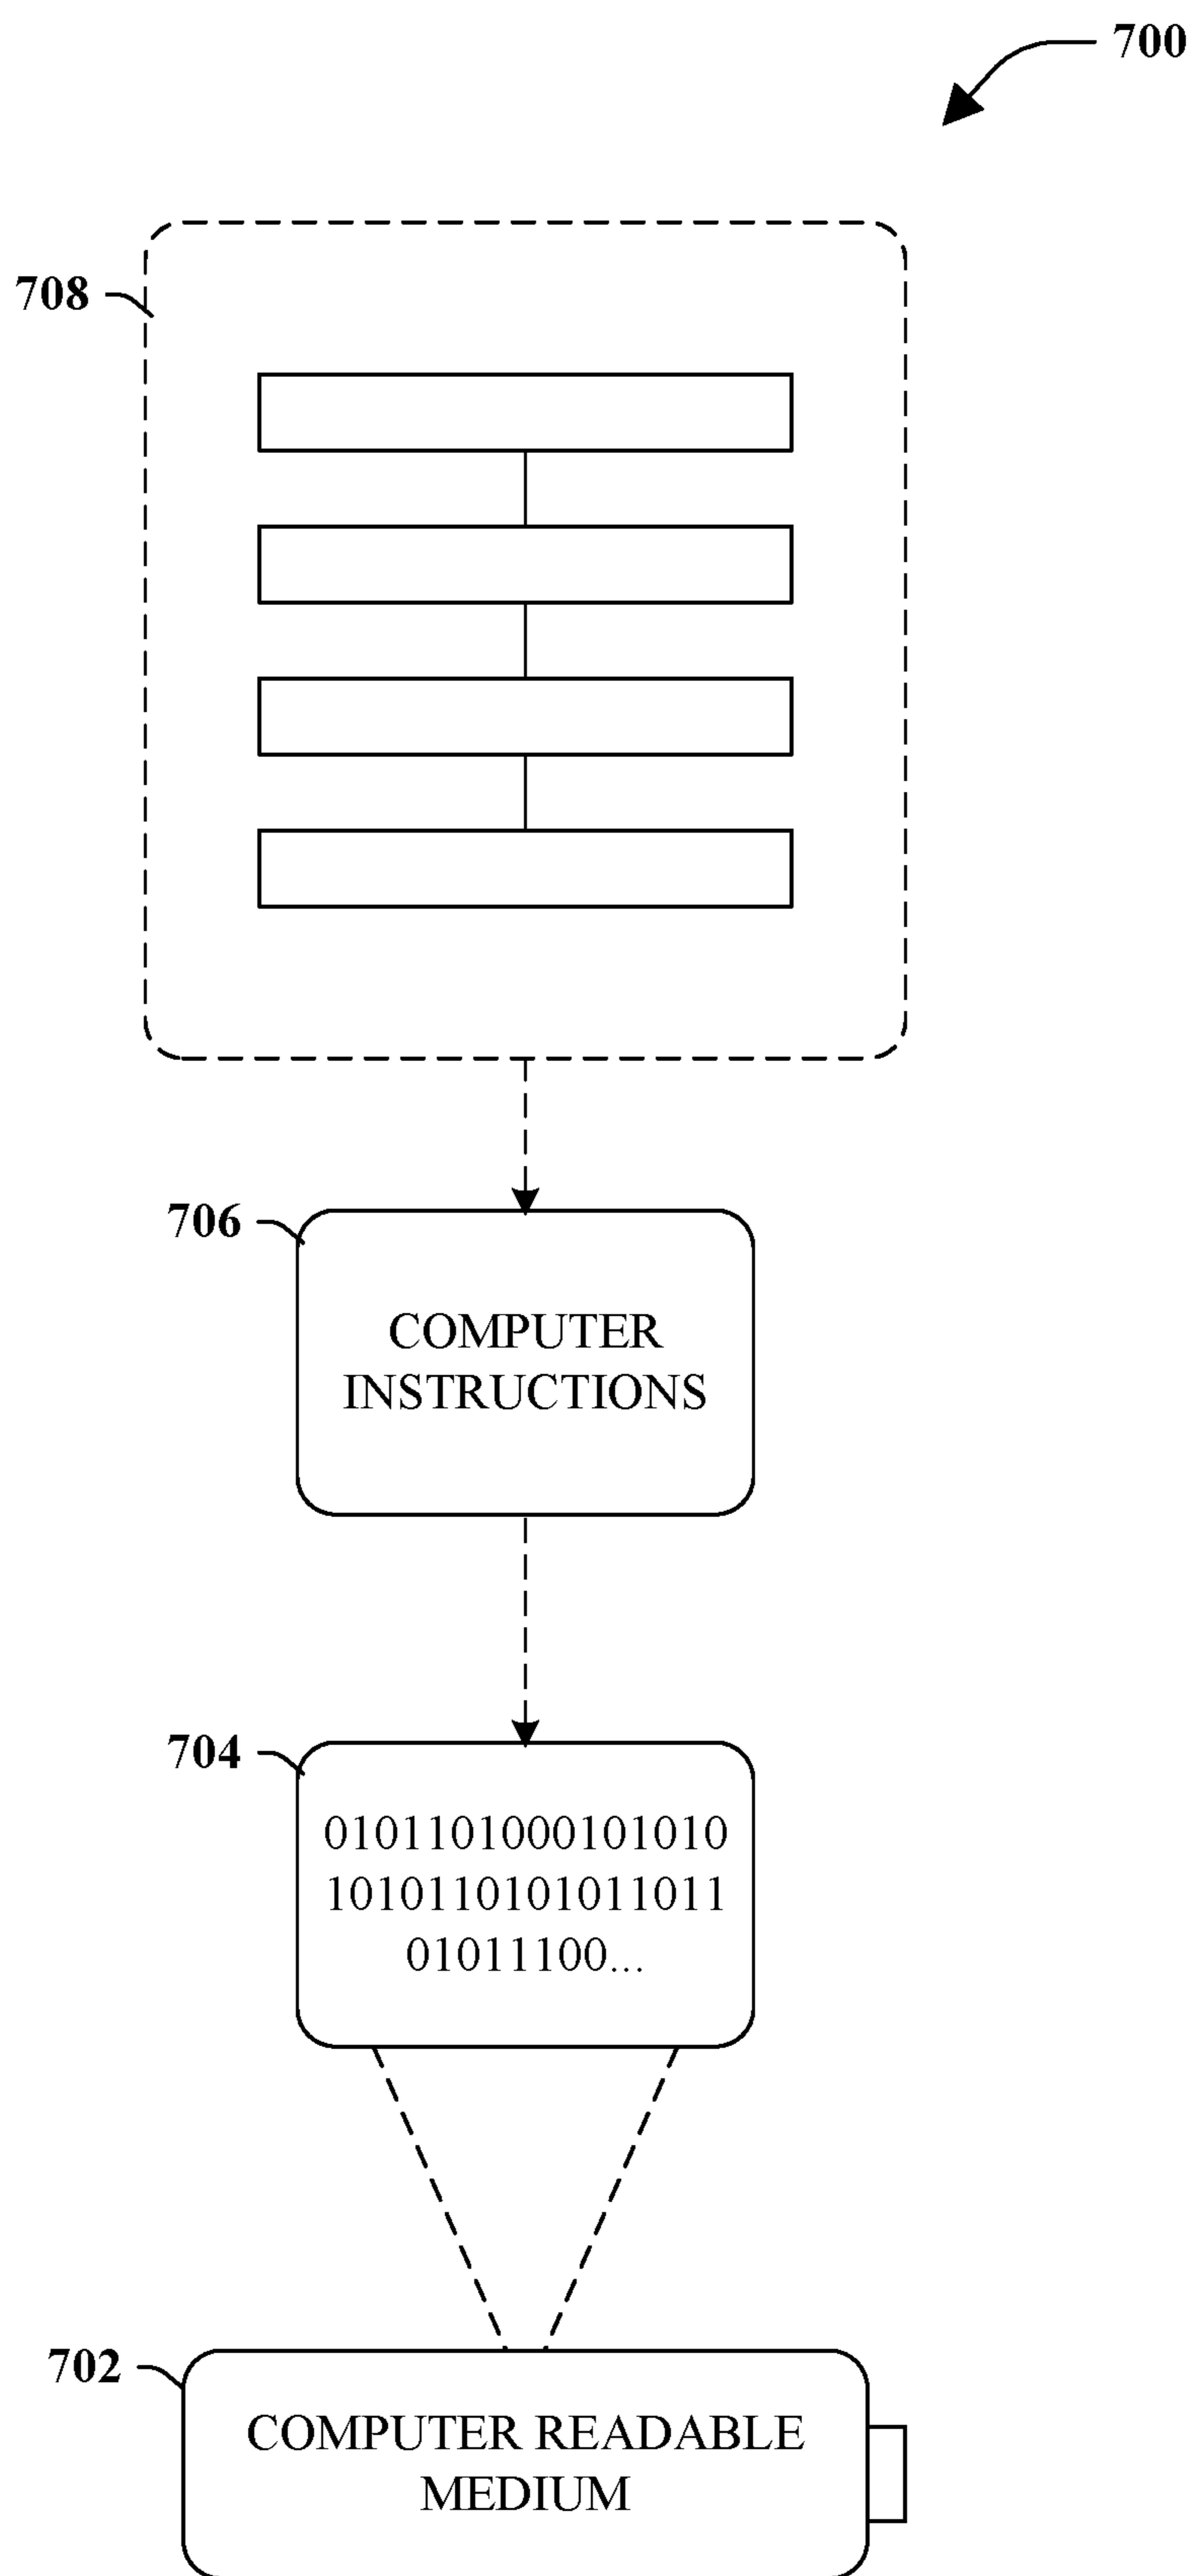 700
708
706
COMPUTER
INSTRUCTIONS
704
0101101000101010
1010110101011011
01011100...
702
COMPUTER READABLE
MEDIUM